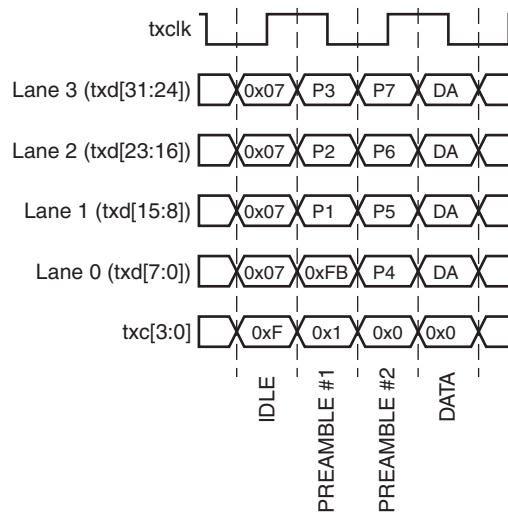 txclk
Lane 3 (txd[31:24]) 0x07 P3 P7 DA
Lane 2 (txd[23:16]) 0x07 P2 P6 DA
Lane 1 (txd[15:8]) 0x07 P1 P5 DA
Lane 0 (txd[7:0]) 0x07 0xFB P4 DA
txc[3:0] 0xF 0x1 0x0 0x0
IDLE
PREAMBLE #1
PREAMBLE #2
DATA